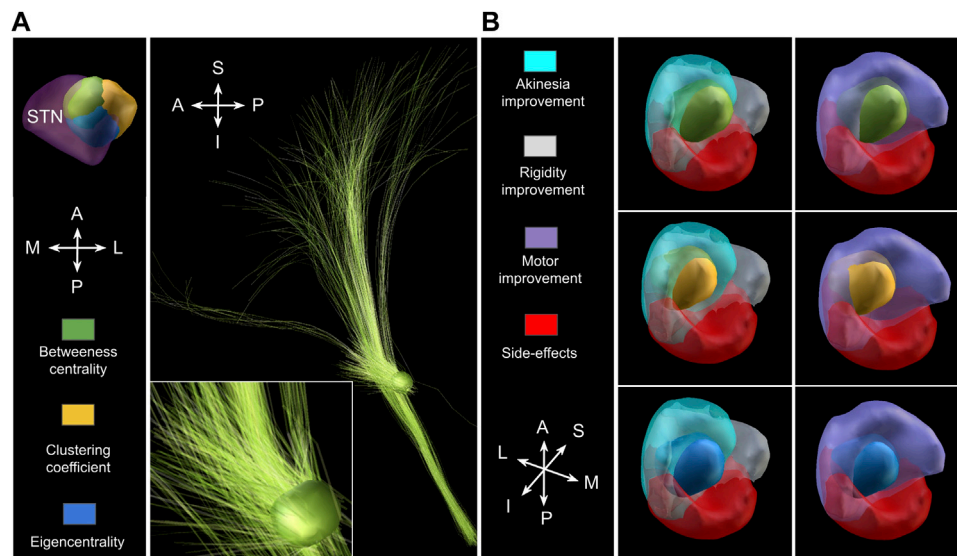 A
STN
A
M
L
P
Betweeness
centrality
Clustering
coefficient
Eigencentrality
S
A
P
I
B
Akinesia
improvement
Rigidity
improvement
Motor
improvement
Side-effects
A
S
L
M
I
P